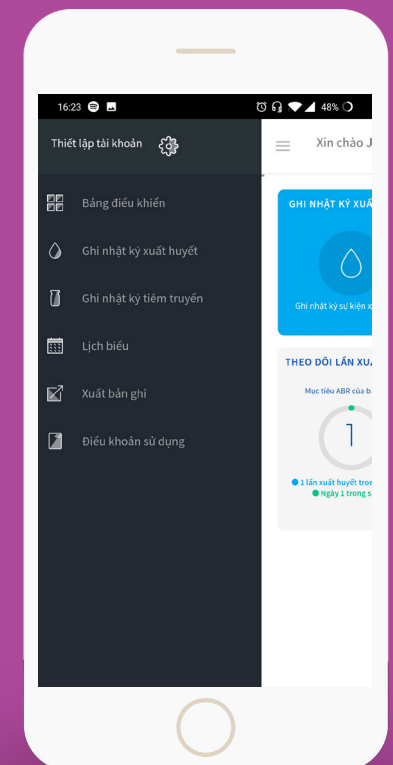 16:23
48%
Thiết lập tài khoản
Xin chào J
Bảng điều khiển
Ghi nhật ký xuất huyết
Ghi nhật ký tiêm truyền
Lịch biểu
Xuất bản ghi
Điều khoản sử dụng
GHI NHẬT KÝ XUẤ
Ghi nhật ký sự kiện x
THEO DÕI LẦN XU
Mục tiêu ABR của b
1
1 lần xuất huyết tron
Ngày 1 trong s